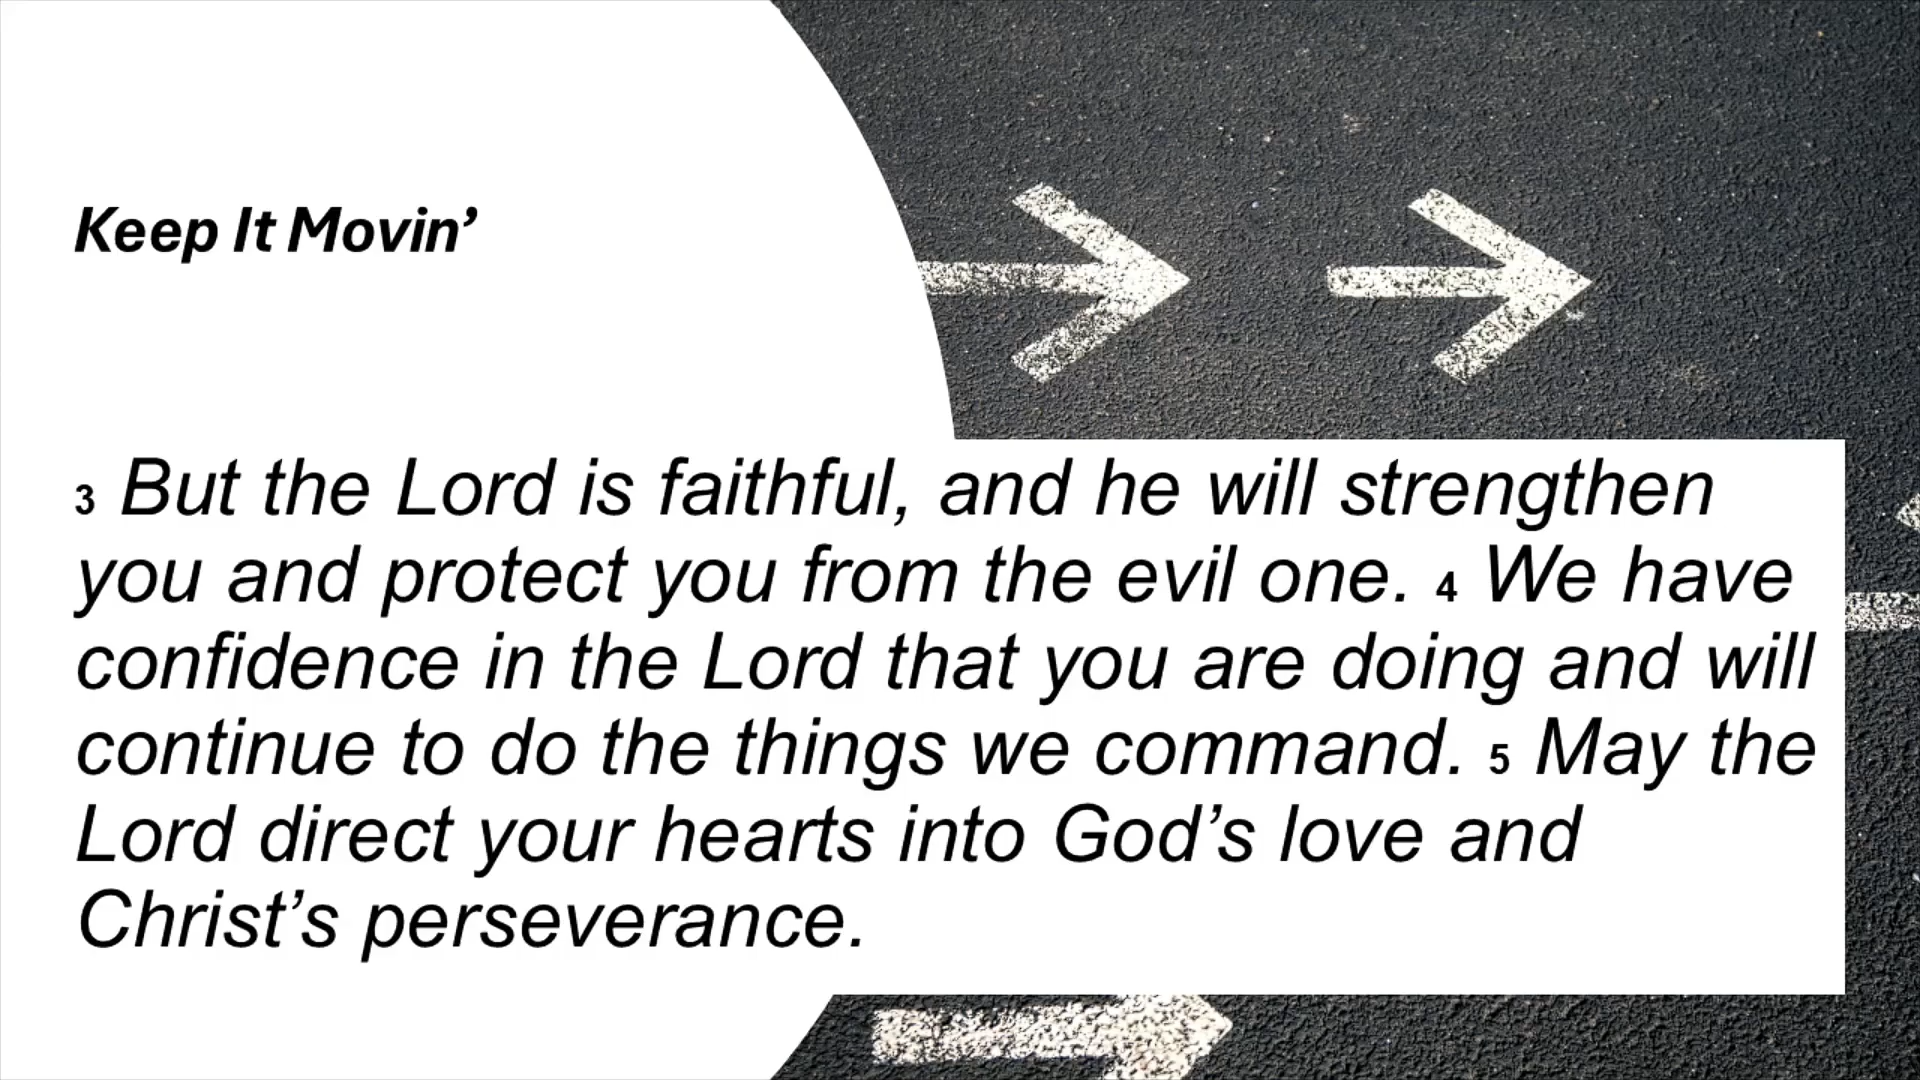 Keep It Movin’
3 But the Lord is faithful, and he will strengthen
you and protect you from the evil one. 4 We have
confidence in the Lord that you are doing and will
continue to do the things we command. 5 May the
Lord direct your hearts into God’s love and
Christ’s perseverance.